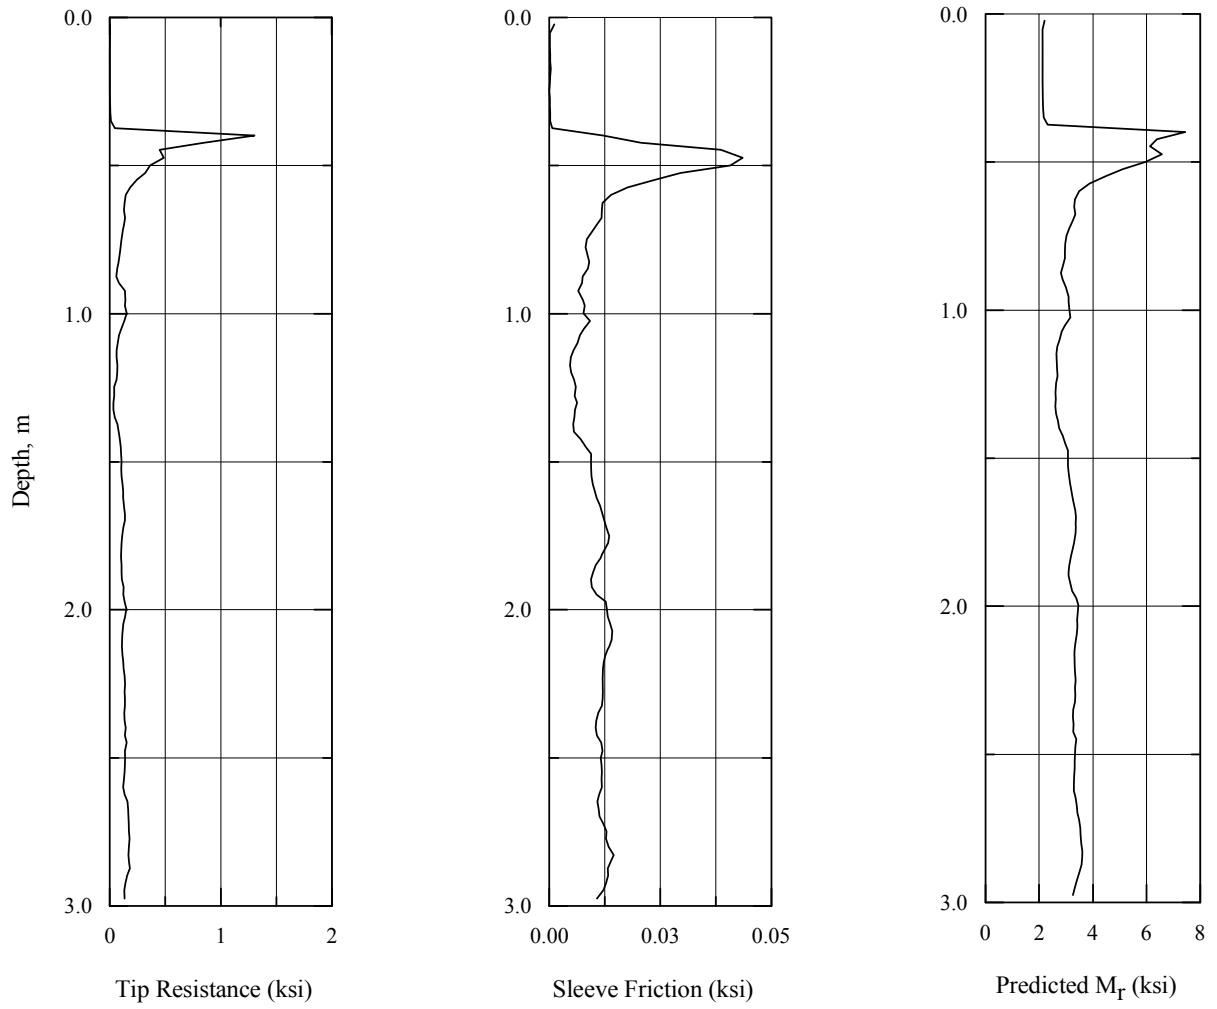 0.0
1.0
2.0
3.0
Depth, m
0 1 2
Tip Resistance (ksi)
0.0
1.0
2.0
3.0
0.00 0.03 0.05
Sleeve Friction (ksi)
0.0
1.0
2.0
3.0
0 2 4 6 8
Predicted Mr (ksi)